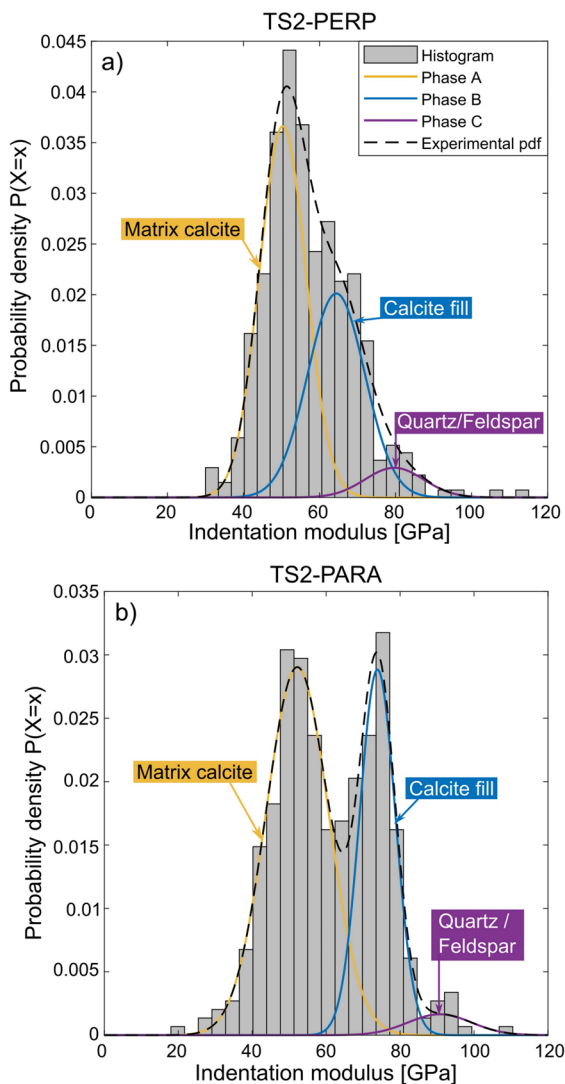 TS2-PERP
a)
Histogram
Phase A
Phase B
Phase C
Experimental pdf
Matrix calcite
Calcite fill
Quartz/Feldspar
Probability density P(X=x)
0.045
0.04
0.035
0.03
0.025
0.02
0.015
0.01
0.005
0
0 20 40 60 80 100 120
Indentation modulus [GPa]
TS2-PARA
b)
Matrix calcite
Calcite fill
Quartz /
Feldspar
Probability density P(X=x)
0.035
0.03
0.025
0.02
0.015
0.01
0.005
0
0 20 40 60 80 100 120
Indentation modulus [GPa]